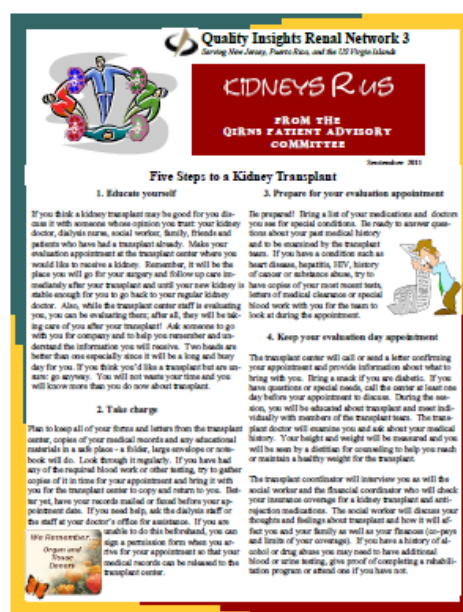 Quality Insights Renal Network 3
Serving New Jersey, Puerto Rico, and the US Virgin Islands
KIDNEYS R US
FROM THE
QIRN3 PATIENT ADVISORY
COMMITTEE
September 2011
Five Steps to a Kidney Transplant
1. Educate yourself
If you think a kidney transplant may be good for you dis-
cuss it with someone whose opinion you trust: your kidney
doctor, dialysis nurse, social worker, family, friends and
patients who have had a transplant already. Make your
evaluation appointment at the transplant center where you
would like to receive a kidney. Remember, it will be the
place you will go for your surgery and follow up care im-
mediately after your transplant and until your new kidney is
stable enough for you to go back to your regular kidney
doctor. Also, while the transplant center staff is evaluating
you, you can be evaluating them; after all, they will be tak-
ing care of you after your transplant! Ask someone to go
with you for company and to help you remember and un-
derstand the information you will receive. Two heads are
better than one especially since it will be a long and busy
day for you. If you think you'd like a transplant but are un-
sure: go anyway. You will not waste your time and you
will know more than you do now about transplant.
2. Take charge
Plan to keep all of your forms and letters from the transplant
center, copies of your medical records and any educational
materials in a safe place - a folder, large envelope or note-
book will do. Look through it regularly. If you have had
any of the required blood work or other testing, try to gather
copies of it in time for your appointment and bring it with
you for the transplant center to copy and return to you. Bet-
ter yet, have your records mailed or faxed before your ap-
pointment date. If you need help, ask the dialysis staff or
the staff at your doctor's office for assistance. If you are
unable to do this beforehand, you can
sign a permission form when you ar-
rive for your appointment so that your
medical records can be released to the
transplant center.
We Remember
Organ and
Tissue
Donors
3. Prepare for your evaluation appointment
Be prepared! Bring a list of your medications and doctors
you see for special conditions. Be ready to answer ques-
tions about your past medical history
and to be examined by the transplant
team. If you have a condition such as
heart disease, hepatitis, HIV, history
of cancer or substance abuse, try to
have copies of your most recent tests,
letters of medical clearance or special
blood work with you for the team to
look at during the appointment.
4. Keep your evaluation day appointment
The transplant center will call or send a letter confirming
your appointment and provide information about what to
bring with you. Bring a snack if you are diabetic. If you
have questions or special needs, call the center at least one
day before your appointment to discuss. During the ses-
sion, you will be educated about transplant and meet indi-
vidually with members of the transplant team. The trans-
plant doctor will examine you and ask about your medical
history. Your height and weight will be measured and you
will be seen by a dietitian for counseling to help you reach
or maintain a healthy weight for the transplant.
The transplant coordinator will interview you as will the
social worker and the financial coordinator who will check
your insurance coverage for a kidney transplant and anti-
rejection medications. The social worker will discuss your
thoughts and feelings about transplant and how it will af-
fect you and your family as well as your finances (co-pays
and limits of your coverage). If you have a history of al-
cohol or drug abuse you may need to have additional
blood or urine testing, give proof of completing a rehabili-
tation program or attend one if you have not.